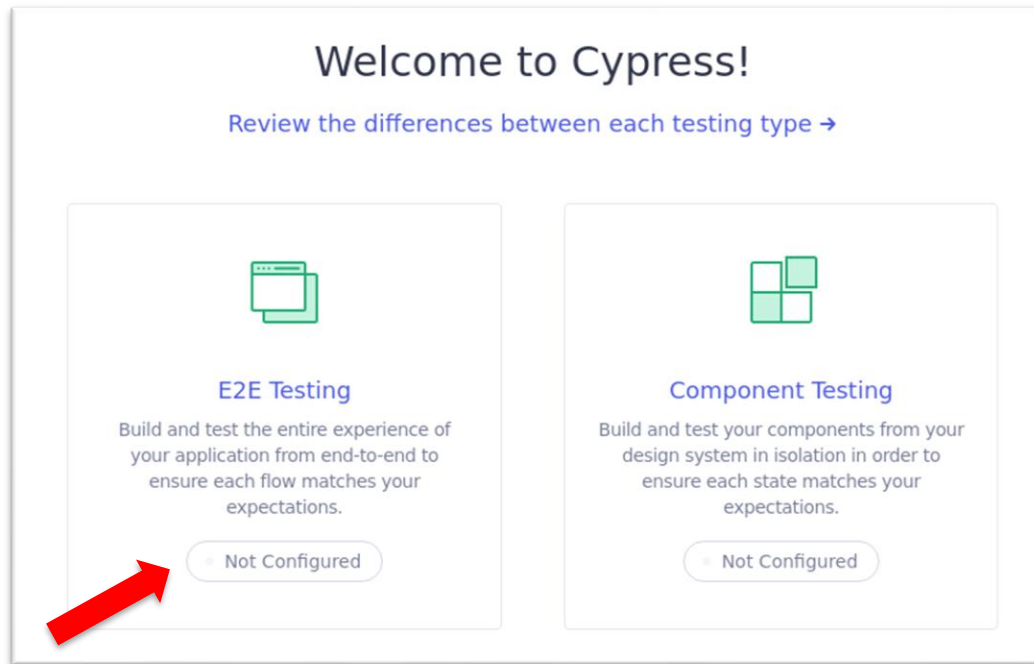 Welcome to Cypress!
Review the differences between each testing type →
E2E Testing
Build and test the entire experience of
your application from end-to-end to
ensure each flow matches your
expectations.
Not Configured
Component Testing
Build and test your components from your
design system in isolation in order to
ensure each state matches your
expectations.
Not Configured